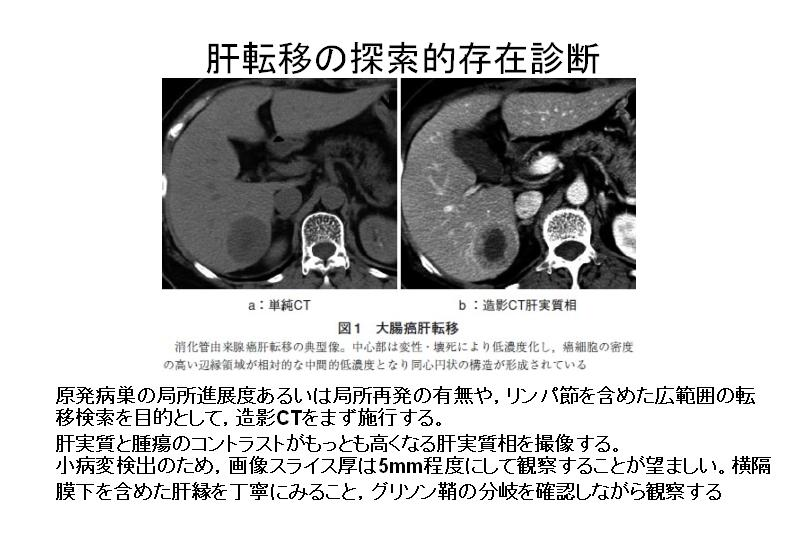 肝転移の探索的存在診断
a：単純CT
b：造影CT肝実質相
図1　大腸癌肝転移
消化管由来腺癌肝転移の典型像。中心部は変性・壊死により低濃度化し，癌細胞の密度
の高い辺縁領域が相対的な中間的低濃度となり同心円状の構造が形成されている
原発病巣の局所進展度あるいは局所再発の有無や，リンパ節を含めた広範囲の転
移検索を目的として，造影CTをまず施行する。
肝実質と腫瘍のコントラストがもっとも高くなる肝実質相を撮像する。
小病変検出のため，画像スライス厚は5mm程度にして観察することが望ましい。横隔
膜下を含めた肝縁を丁寧にみること，グリソン鞘の分岐を確認しながら観察する